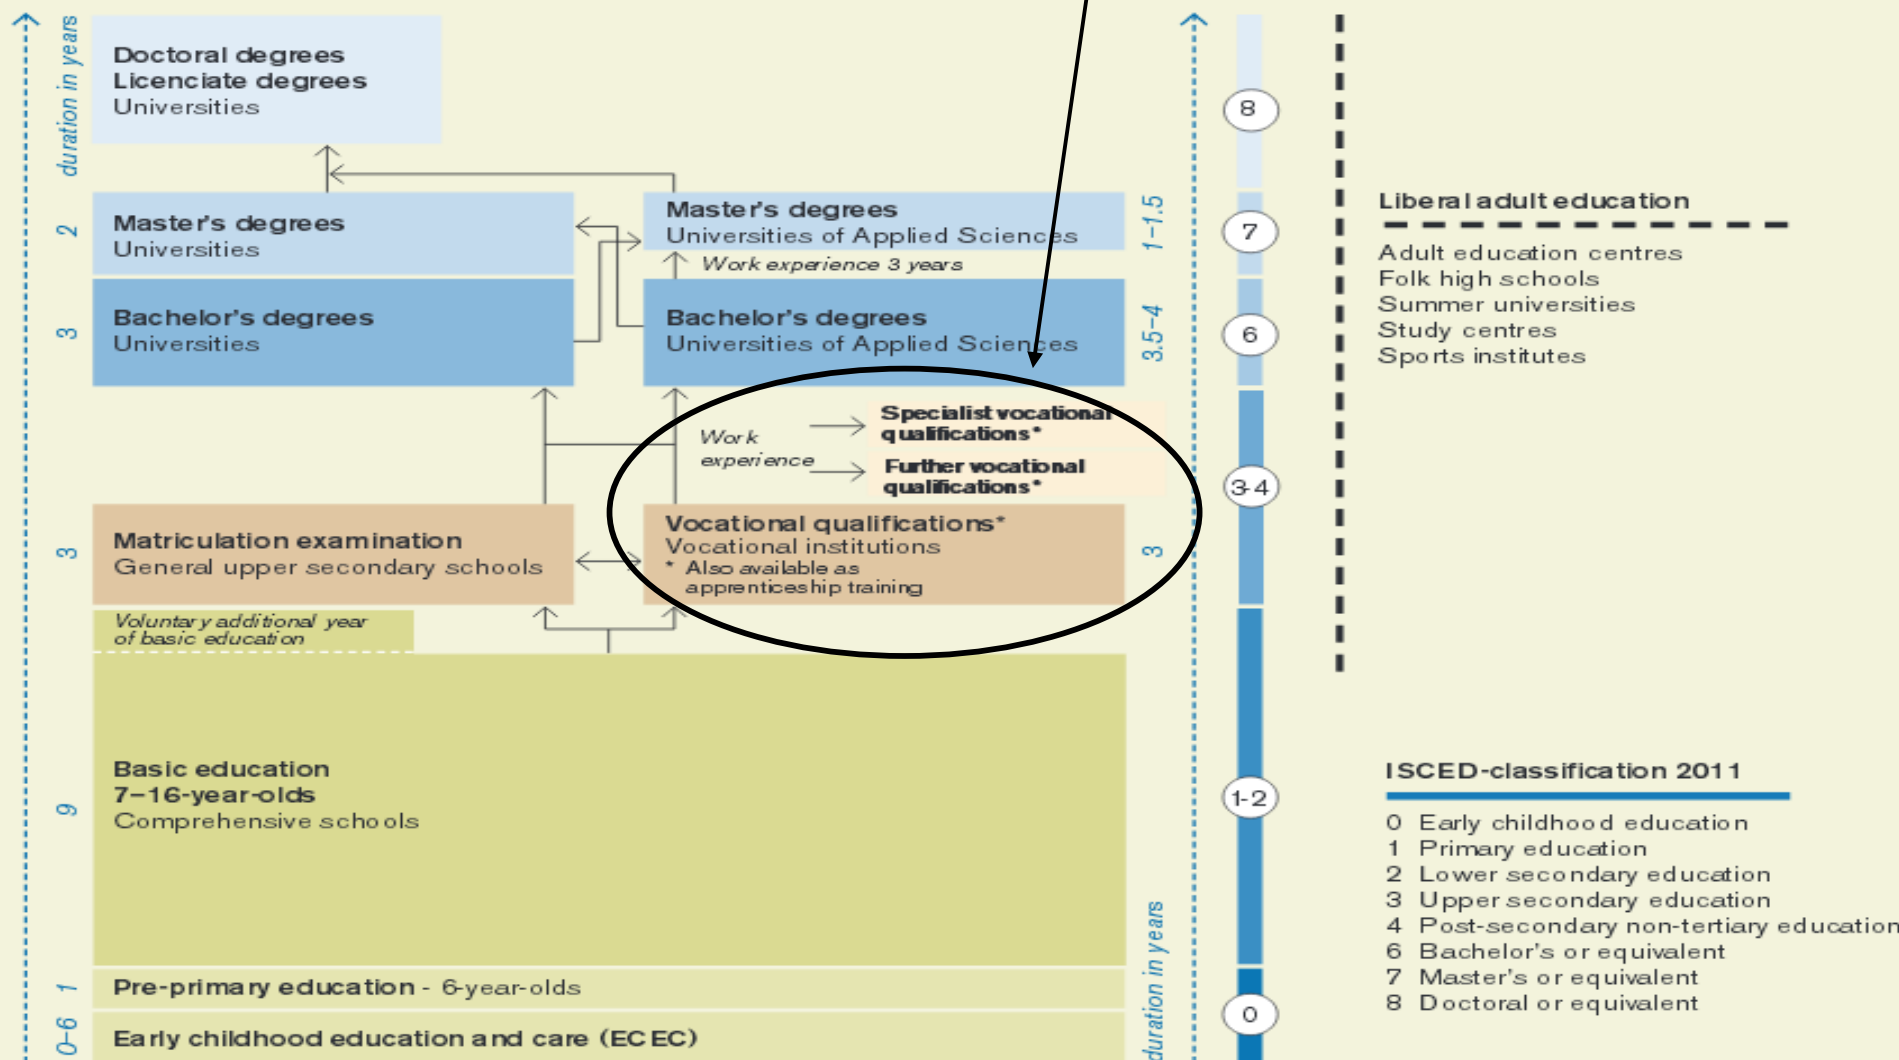 duration in years
Doctoral degrees
Licenciate degrees
Universities
8
2
Master's degrees
Universities
Master's degrees
Universities of Applied Sciences
1–1.5
7
Work experience 3 years
3
Bachelor's degrees
Universities
Bachelor's degrees
Universities of Applied Sciences
3.5–4
6
Work
experience
Specialist vocational
qualifications*
Further vocational
qualifications*
3-4
3
Matriculation examination
General upper secondary schools
Vocational qualifications*
Vocational institutions
* Also available as
apprenticeship training
3
Voluntary additional year
of basic education
9
Basic education
7–16-year-olds
Comprehensive schools
1-2
1
Pre-primary education - 6-year-olds
0–6
Early childhood education and care (ECEC)
duration in years
0
Liberal adult education
Adult education centres
Folk high schools
Summer universities
Study centres
Sports institutes
ISCED-classification 2011
0 Early childhood education
1 Primary education
2 Lower secondary education
3 Upper secondary education
4 Post-secondary non-tertiary education
6 Bachelor's or equivalent
7 Master's or equivalent
8 Doctoral or equivalent